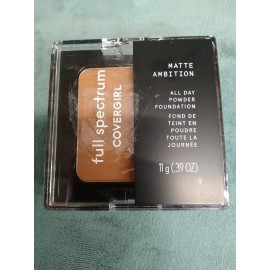 full spectrum
COVERGIRL
MATTE
AMBITION
ALL DAY
POWDER
FOUNDATION
FOND DE
TEINT EN
POUDRE
TOUTE LA
JOURNÉE
11 g (.39 OZ)